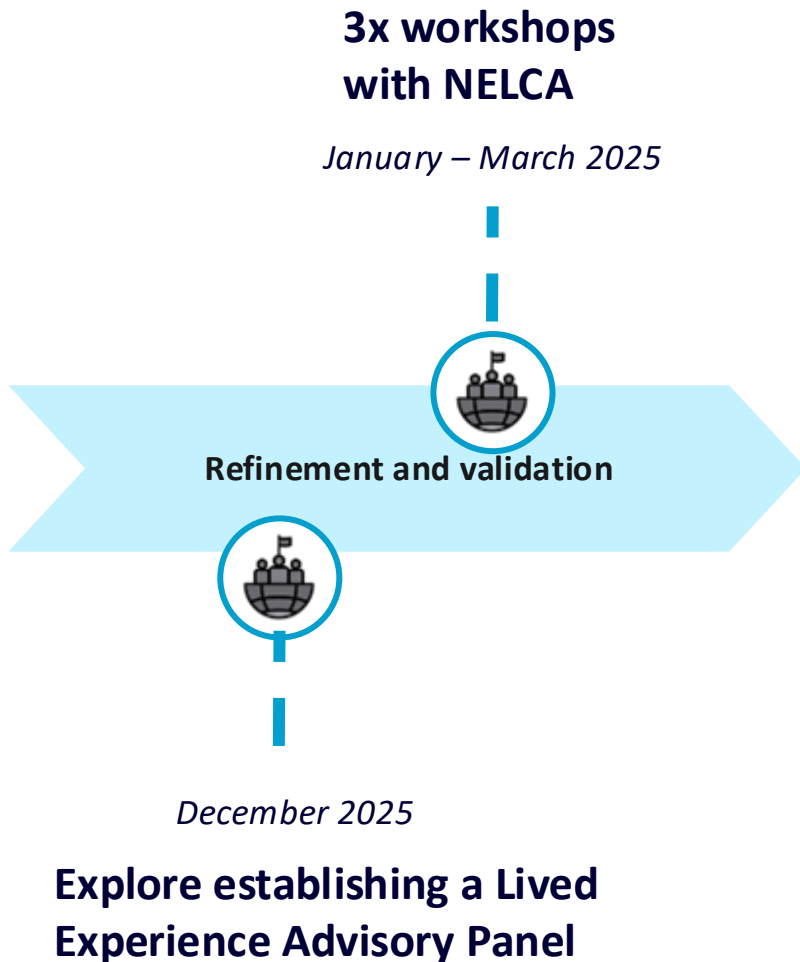 3x workshops
with NELCA
January – March 2025
Refinement and validation
December 2025
Explore establishing a Lived
Experience Advisory Panel